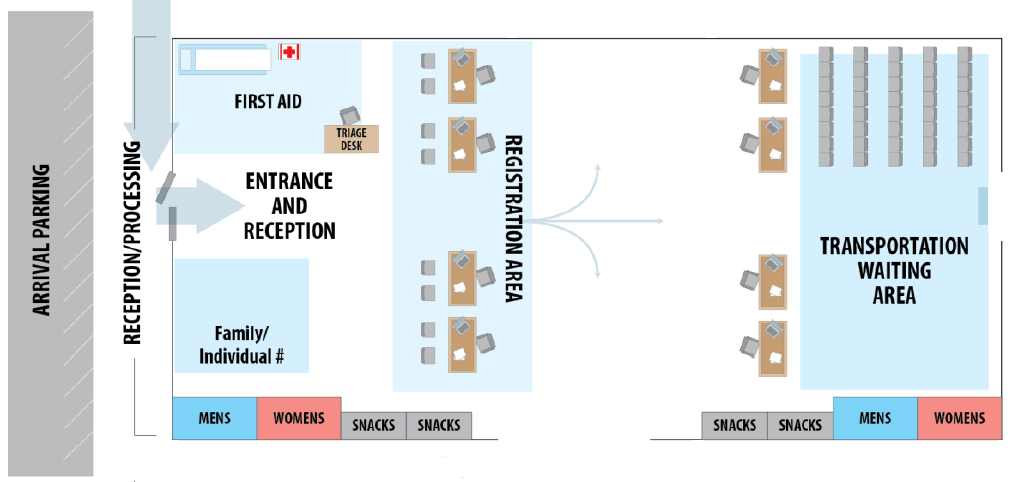 ARRIVAL PARKING
RECEPTION/PROCESSING
FIRST AID
TRIAGE
DESK
ENTRANCE
AND
RECEPTION
Family/
Individual #
MENS
WOMENS
SNACKS
SNACKS
REGISTRATION AREA
TRANSPORTATION
WAITING
AREA
SNACKS
SNACKS
MENS
WOMENS